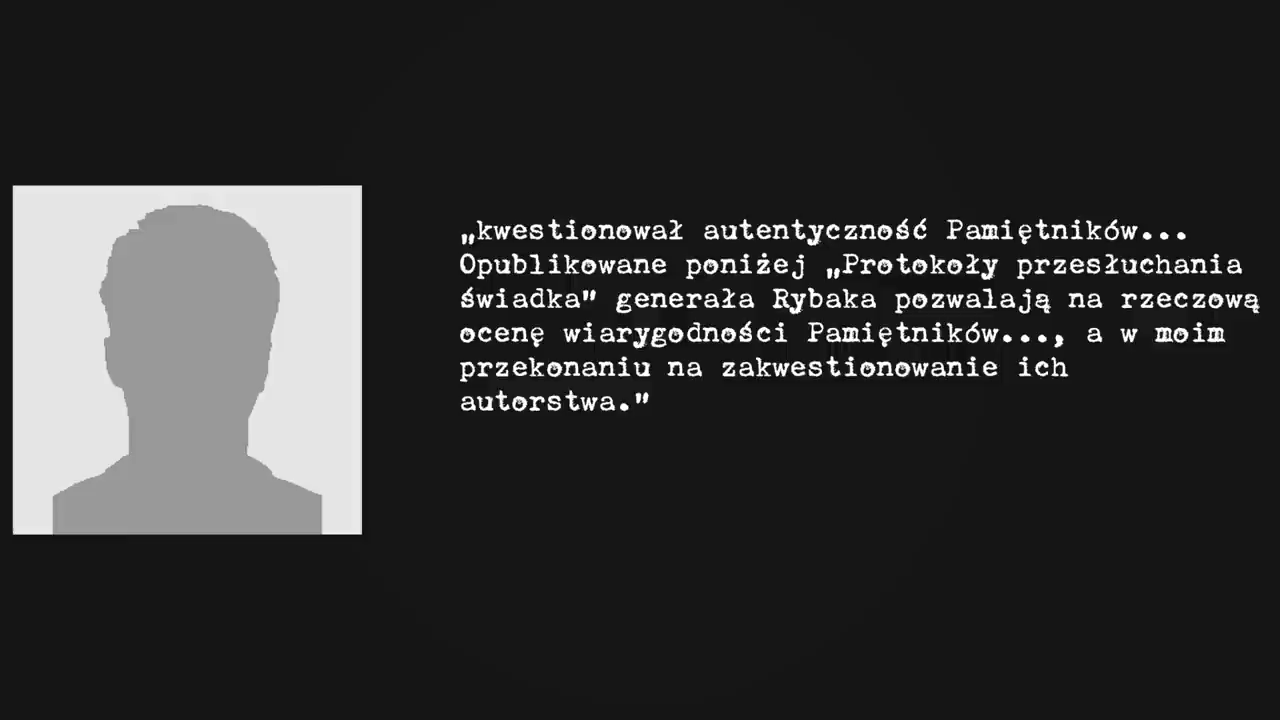 „kwestionował autentyczność Pamiętników...
Opublikowane poniżej „Protokoły przesłuchania
świadka" generała Rybaka pozwalają na rzeczową
ocenę wiarygodności Pamiętników..., a w moim
przekonaniu na zakwestionowanie ich
autorstwa."